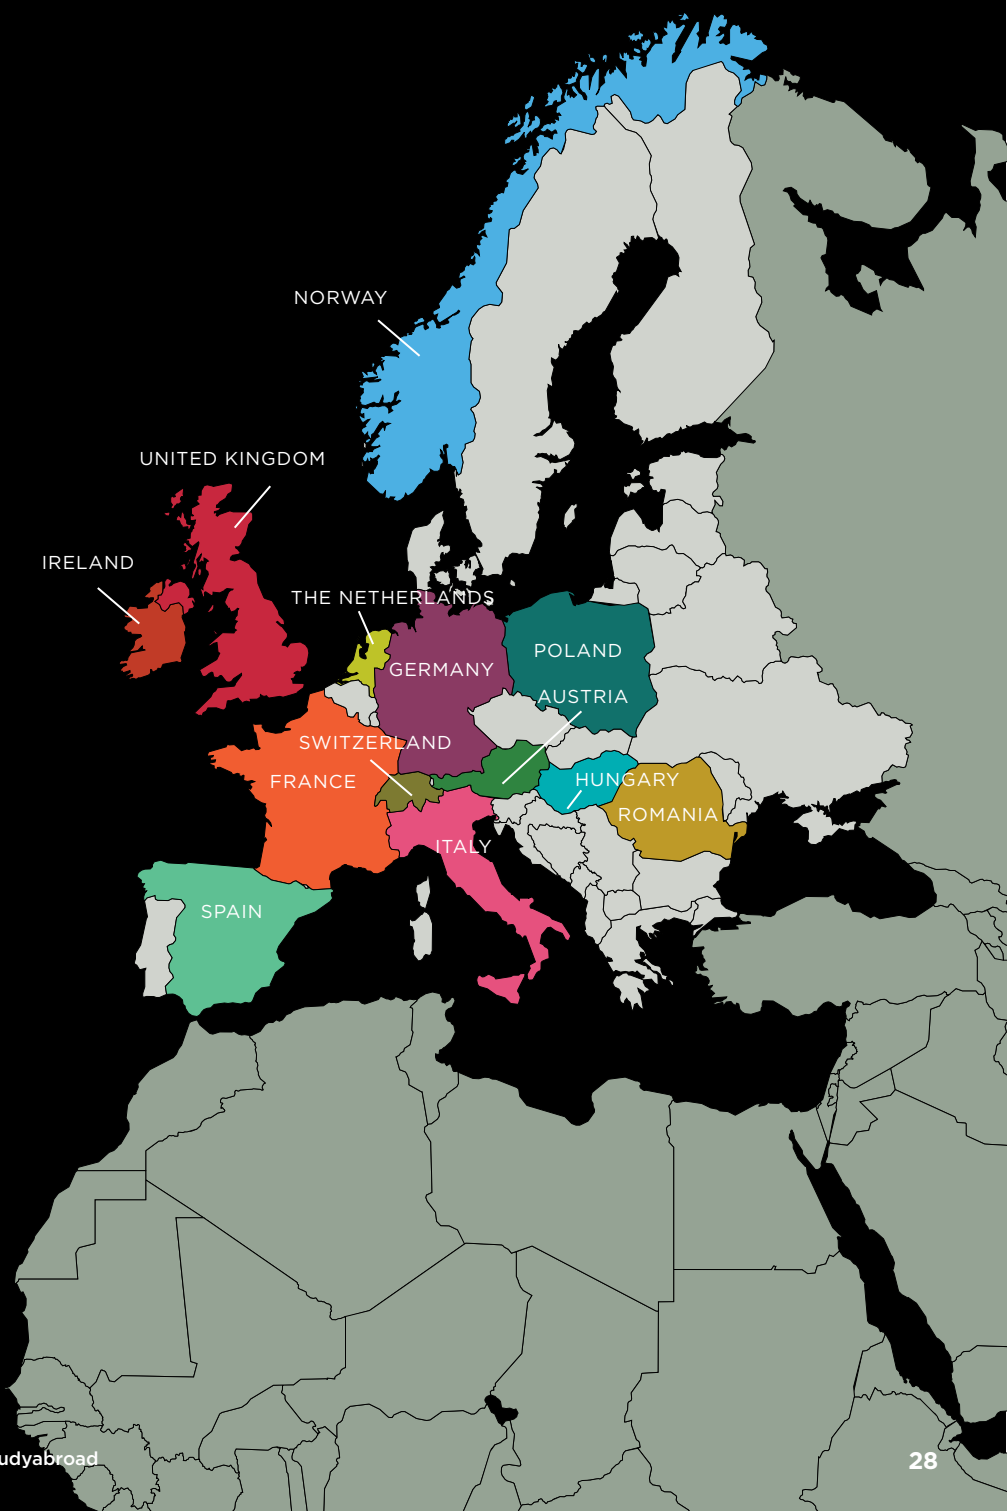 NORWAY
UNITED KINGDOM
IRELAND
THE NETHERLANDS
POLAND
GERMANY
AUSTRIA
SWITZERLAND
FRANCE
HUNGARY
ROMANIA
ITALY
SPAIN
udyabroad
28